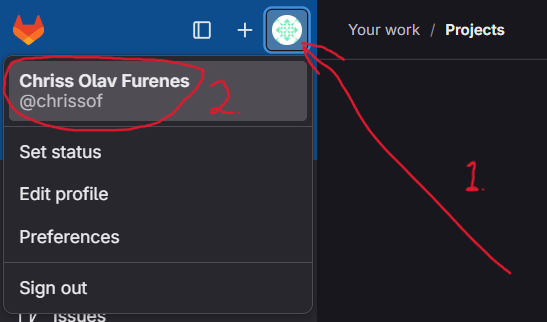 Your work / Projects
Chriss Olav Furenes
@chrissof
2.
Set status
1.
Edit profile
Preferences
Sign out
Issues